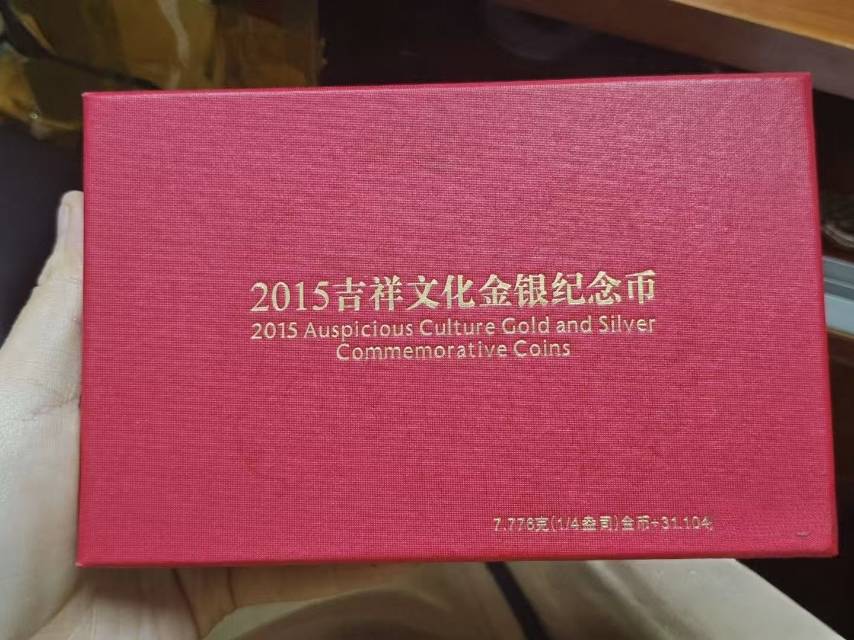 2015吉祥文化金银纪念币
2015 Auspicious Culture Gold and Silver
Commemorative Coins
7.776克(1/4盎司)金币+31.104